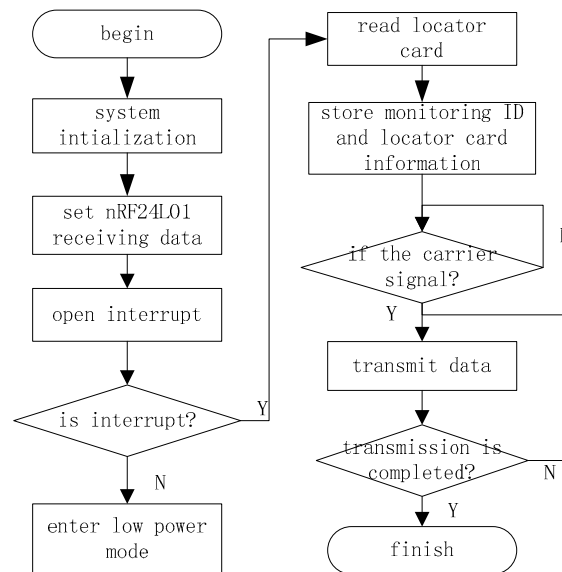 begin
system
intialization
set nRF24L01
receiving data
open interrupt
is interrupt?
Y
N
enter low power
mode
read locator
card
store monitoring ID
and locator card
information
if the carrier
signal?
Y
transmit data
transmission is
completed?
N
Y
finish